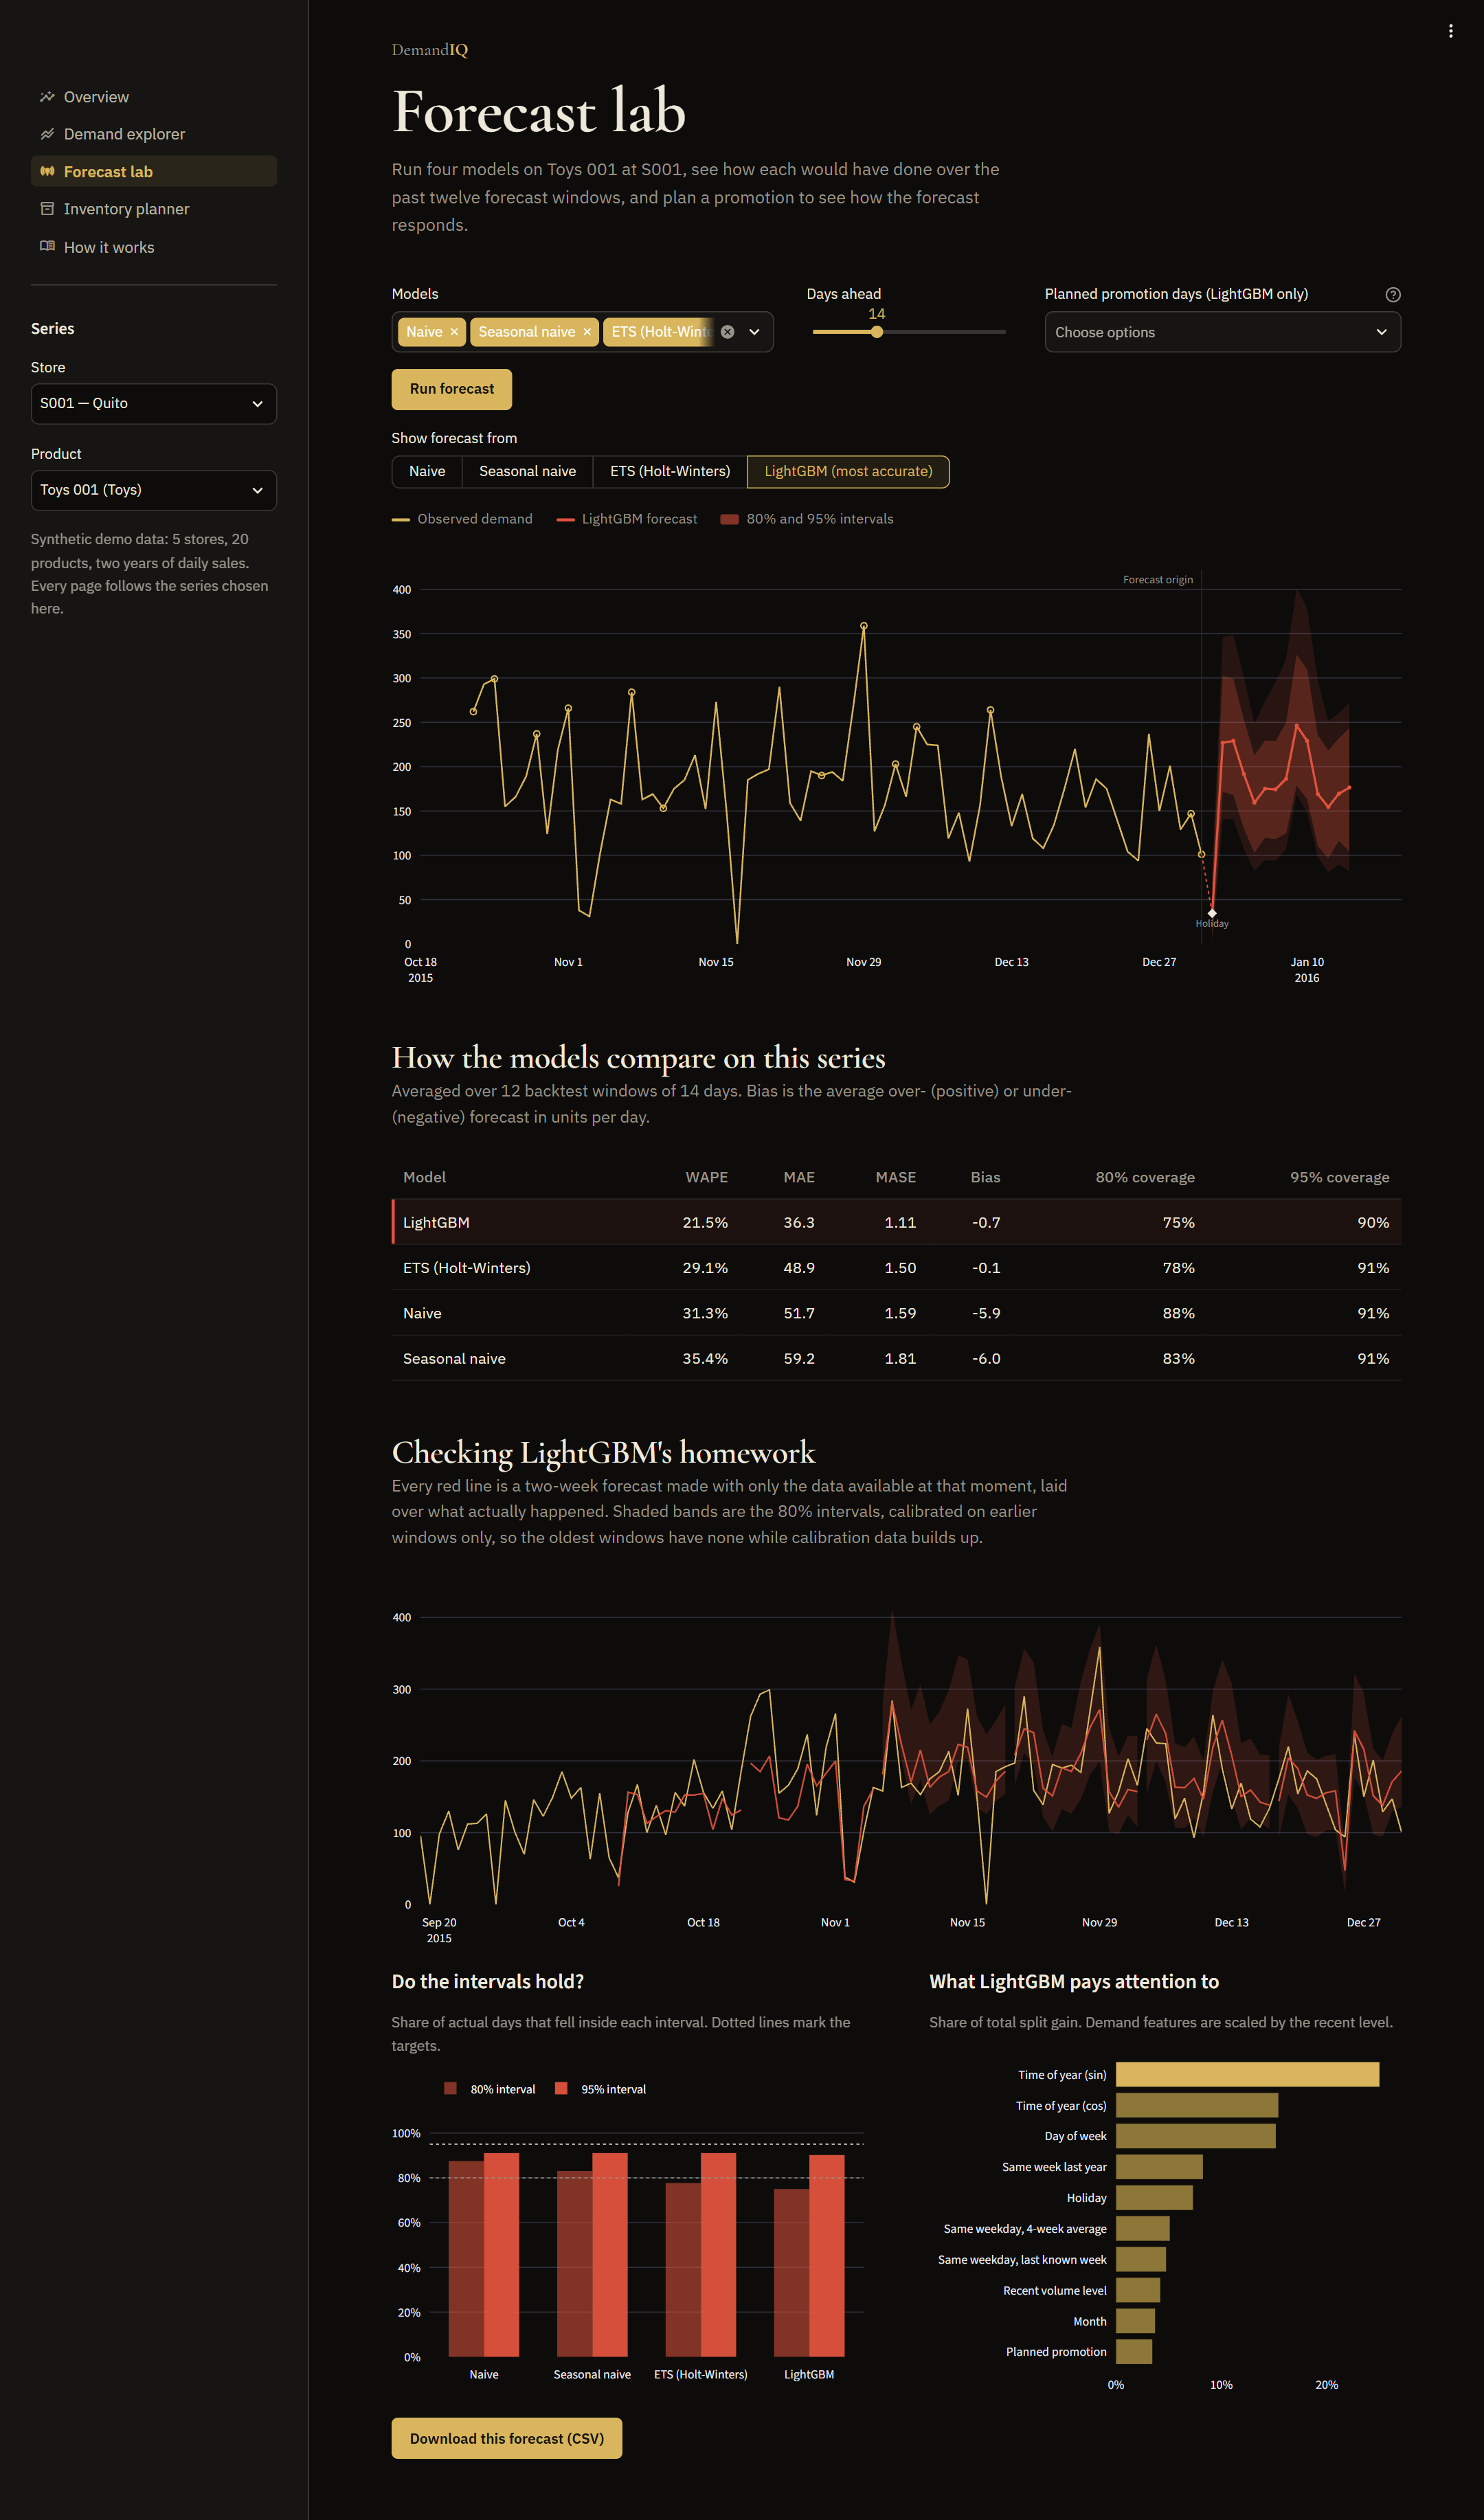 DemandIQ
Overview
Demand explorer
Forecast lab
Inventory planner
How it works
Series
Store
S001 — Quito
Product
Toys 001 (Toys)
Synthetic demo data: 5 stores, 20
products, two years of daily sales.
Every page follows the series chosen
here.
Forecast lab
Run four models on Toys 001 at S001, see how each would have done over the
past twelve forecast windows, and plan a promotion to see how the forecast
responds.
Models
Naive
Seasonal naive
ETS (Holt-Winte
Days ahead
14
Planned promotion days (LightGBM only)
Choose options
Run forecast
Show forecast from
Naive
Seasonal naive
ETS (Holt-Winters)
LightGBM (most accurate)
Observed demand
LightGBM forecast
80% and 95% intervals
Forecast origin
400
350
300
250
200
150
100
50
0
Holiday
Oct 18
2015
Nov 1
Nov 15
Nov 29
Dec 13
Dec 27
Jan 10
2016
How the models compare on this series
Averaged over 12 backtest windows of 14 days. Bias is the average over- (positive) or under-
(negative) forecast in units per day.
Model WAPE MAE MASE Bias 80% coverage 95% coverage
LightGBM 21.5% 36.3 1.11 -0.7 75% 90%
ETS (Holt-Winters) 29.1% 48.9 1.50 -0.1 78% 91%
Naive 31.3% 51.7 1.59 -5.9 88% 91%
Seasonal naive 35.4% 59.2 1.81 -6.0 83% 91%
Checking LightGBM's homework
Every red line is a two-week forecast made with only the data available at that moment, laid
over what actually happened. Shaded bands are the 80% intervals, calibrated on earlier
windows only, so the oldest windows have none while calibration data builds up.
400
300
200
100
0
Sep 20
2015
Oct 4
Oct 18
Nov 1
Nov 15
Nov 29
Dec 13
Dec 27
Do the intervals hold?
Share of actual days that fell inside each interval. Dotted lines mark the
targets.
80% interval
95% interval
100%
80%
60%
40%
20%
0%
Naive
Seasonal naive
ETS (Holt-Winters)
LightGBM
What LightGBM pays attention to
Share of total split gain. Demand features are scaled by the recent level.
Time of year (sin)
Time of year (cos)
Day of week
Same week last year
Holiday
Same weekday, 4-week average
Same weekday, last known week
Recent volume level
Month
Planned promotion
0%
10%
20%
Download this forecast (CSV)